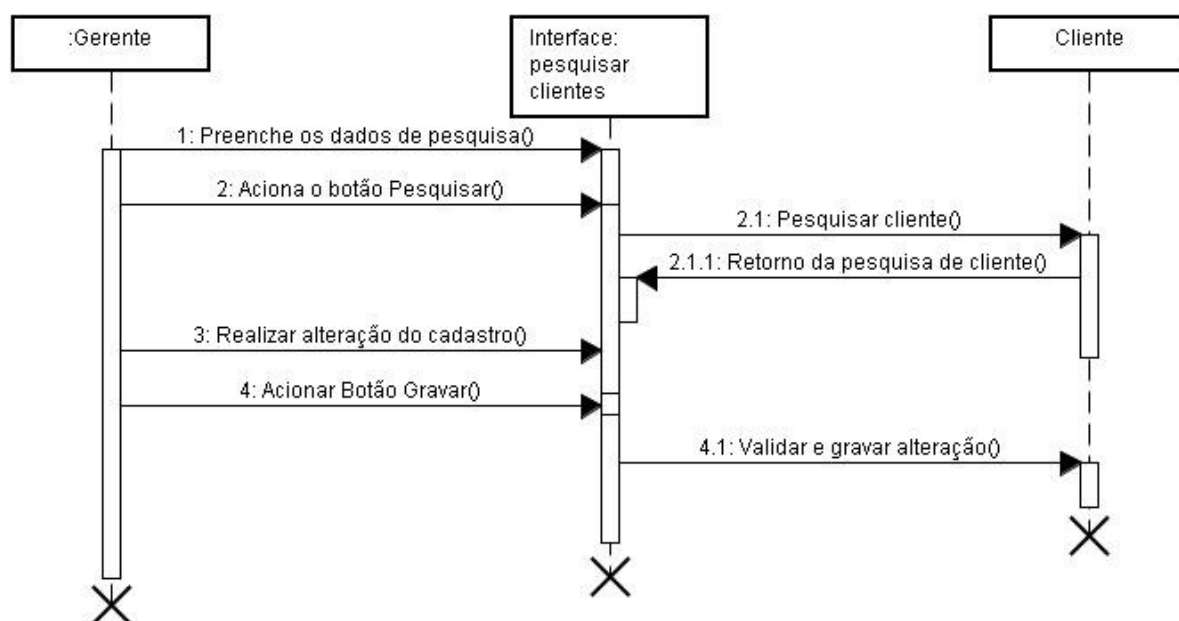 :Gerente
Interface:
pesquisar
clientes
Cliente
1: Preenche os dados de pesquisa()
2: Aciona o botão Pesquisar()
2.1: Pesquisar cliente()
2.1.1: Retorno da pesquisa de cliente()
3: Realizar alteração do cadastro()
4: Acionar Botão Gravar()
4.1: Validar e gravar alteração()